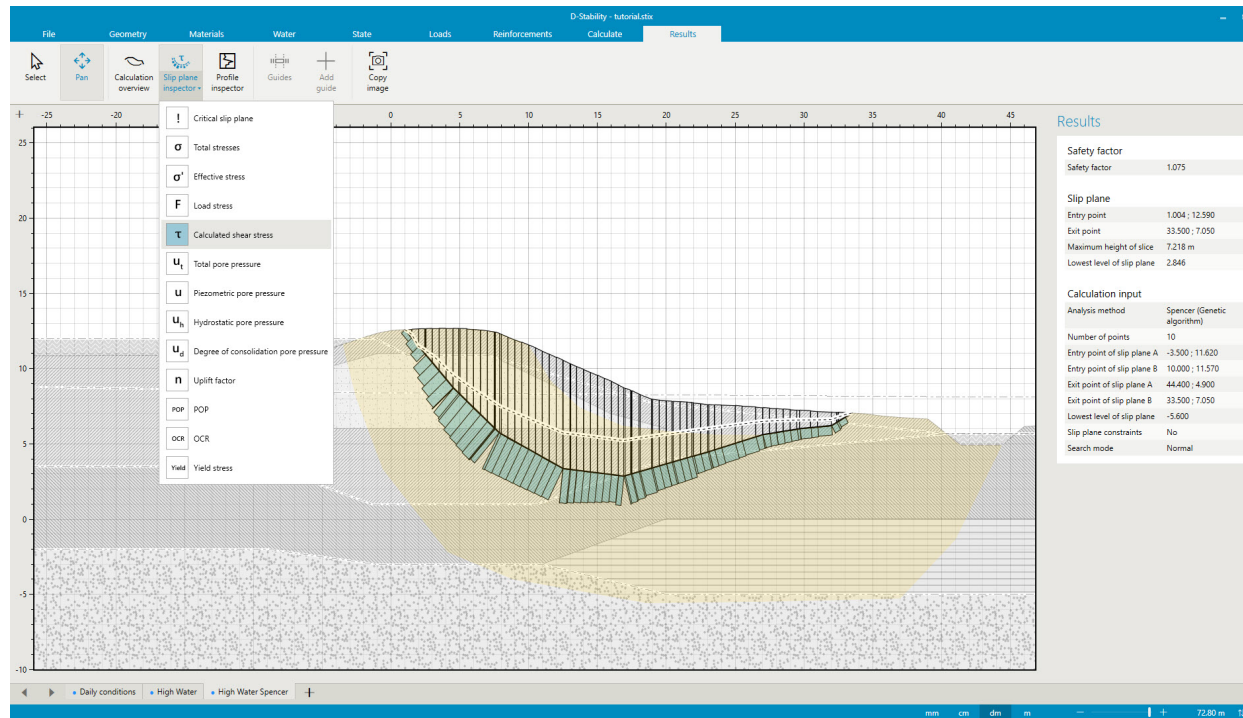 D-Stability - tutorial.stix
File Geometry Materials Water State Loads Reinforcements Calculate Results
Select
Pan
Calculation overview
Slip plane inspector
Profile inspector
Guides
Add guide
Copy image
-25 -20 0 5 10 15 20 25 30 35 40 45
25
20
15
10
5
0
-5
-10
! Critical slip plane
σ Total stresses
σ' Effective stress
F Load stress
τ Calculated shear stress
ut Total pore pressure
u Piezometric pore pressure
uh Hydrostatic pore pressure
ud Degree of consolidation pore pressure
n Uplift factor
POP POP
OCR OCR
Yield Yield stress
Results
Safety factor
Safety factor 1.075
Slip plane
Entry point 1.004 ; 12.590
Exit point 33.500 ; 7.050
Maximum height of slice 7.218 m
Lowest level of slip plane 2.846
Calculation input
Analysis method Spencer (Genetic
algorithm)
Number of points 10
Entry point of slip plane A -3.500 ; 11.620
Entry point of slip plane B 10.000 ; 11.570
Exit point of slip plane A 44.400 ; 4.900
Exit point of slip plane B 33.500 ; 7.050
Lowest level of slip plane -5.600
Slip plane constraints No
Search mode Normal
Daily conditions High Water High Water Spencer
mm cm dm m 72.80 m